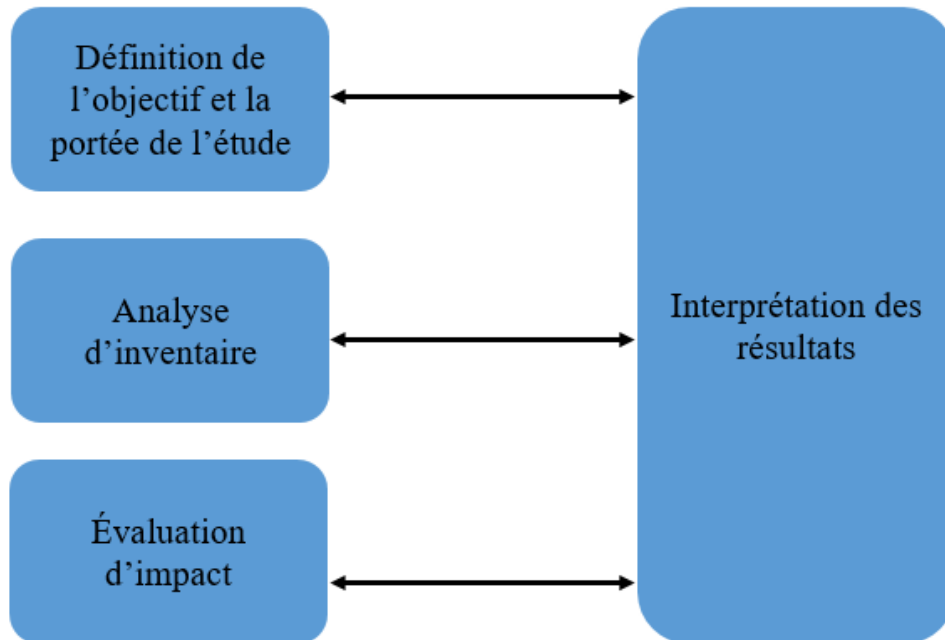 Définition de
l’objectif et la
portée de l’étude
Analyse
d’inventaire
Évaluation
d’impact
Interprétation des
résultats